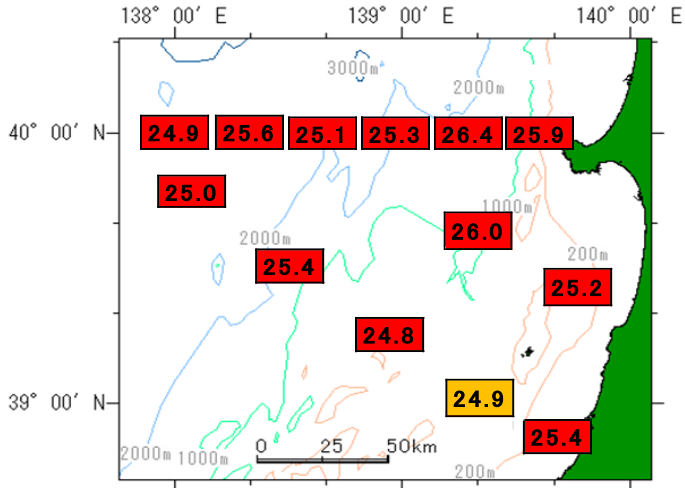 138° 00′ E 139° 00′ E 140° 00′ E
3000m
2000m
40° 00′ N
24.9 25.6 25.1 25.3 26.4 25.9
25.0
1000m
26.0
2000m
200m
25.4
25.2
24.8
39° 00′ N
24.9
25.4
0 25 50km
2000m 1000m
200m